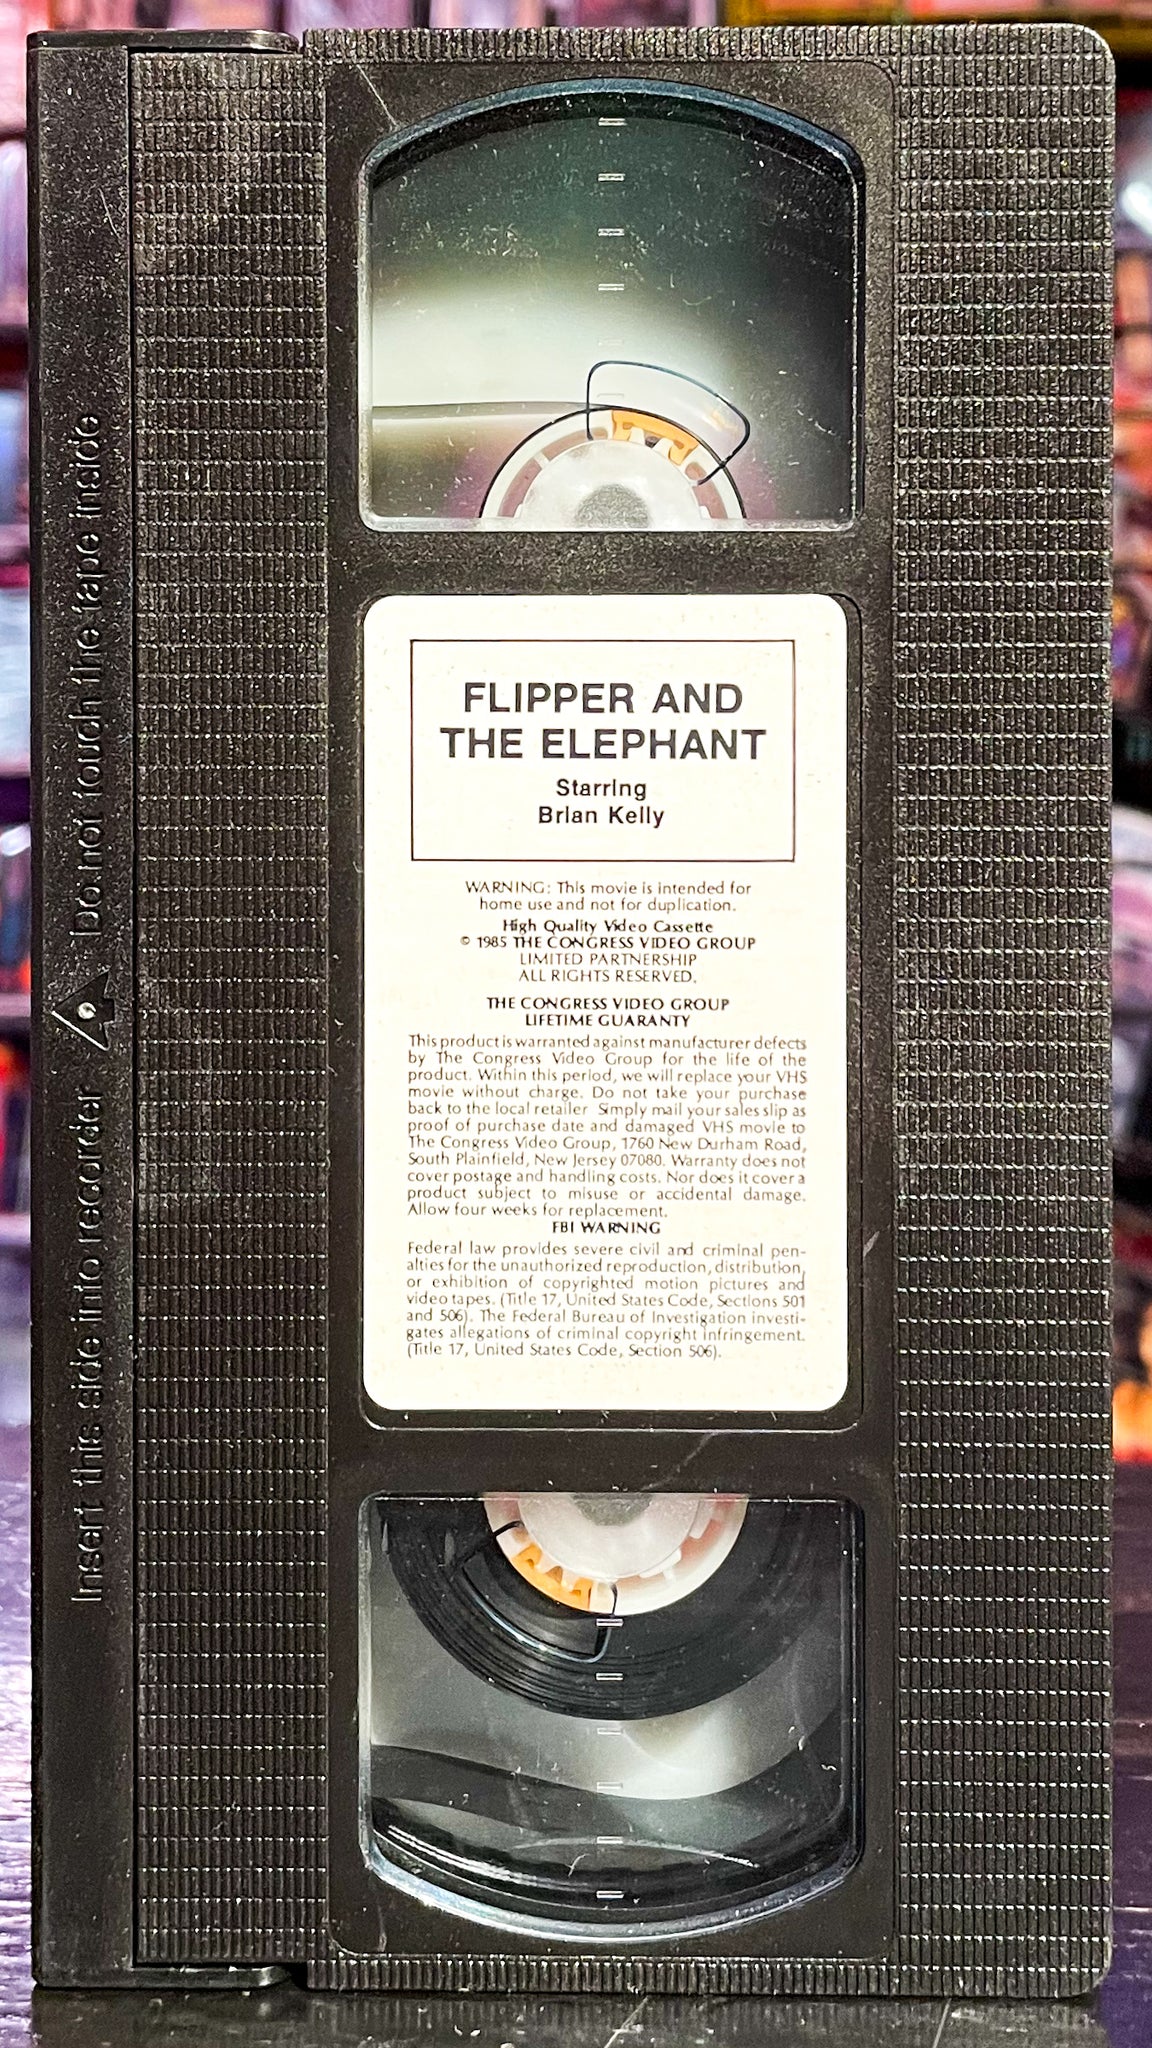 FLIPPER AND
THE ELEPHANT
Starring
Brian Kelly
WARNING: This movie is intended for
home use and not for duplication.
High Quality Video Cassette
© 1985 THE CONGRESS VIDEO GROUP
LIMITED PARTNERSHIP
ALL RIGHTS RESERVED.
THE CONGRESS VIDEO GROUP
LIFETIME GUARANTY
This product is warranted against manufacturer defects
by The Congress Video Group for the life of the
product. Within this period, we will replace your VHS
movie without charge. Do not take your purchase
back to the local retailer Simply mail your sales slip as
proof of purchase date and damaged VHS movie to
The Congress Video Group, 1760 New Durham Road,
South Plainfield, New Jersey 07080. Warranty does not
cover postage and handling costs. Nor does it cover a
product subject to misuse or accidental damage.
Allow four weeks for replacement.
FBI WARNING
Federal law provides severe civil and criminal pen-
alties for the unauthorized reproduction, distribution,
or exhibition of copyrighted motion pictures and
video tapes. (Title 17, United States Code, Sections 501
and 506). The Federal Bureau of Investigation investi-
gates allegations of criminal copyright infringement.
(Title 17, United States Code, Section 506).
Insert this side into recorder Do not touch the tape inside